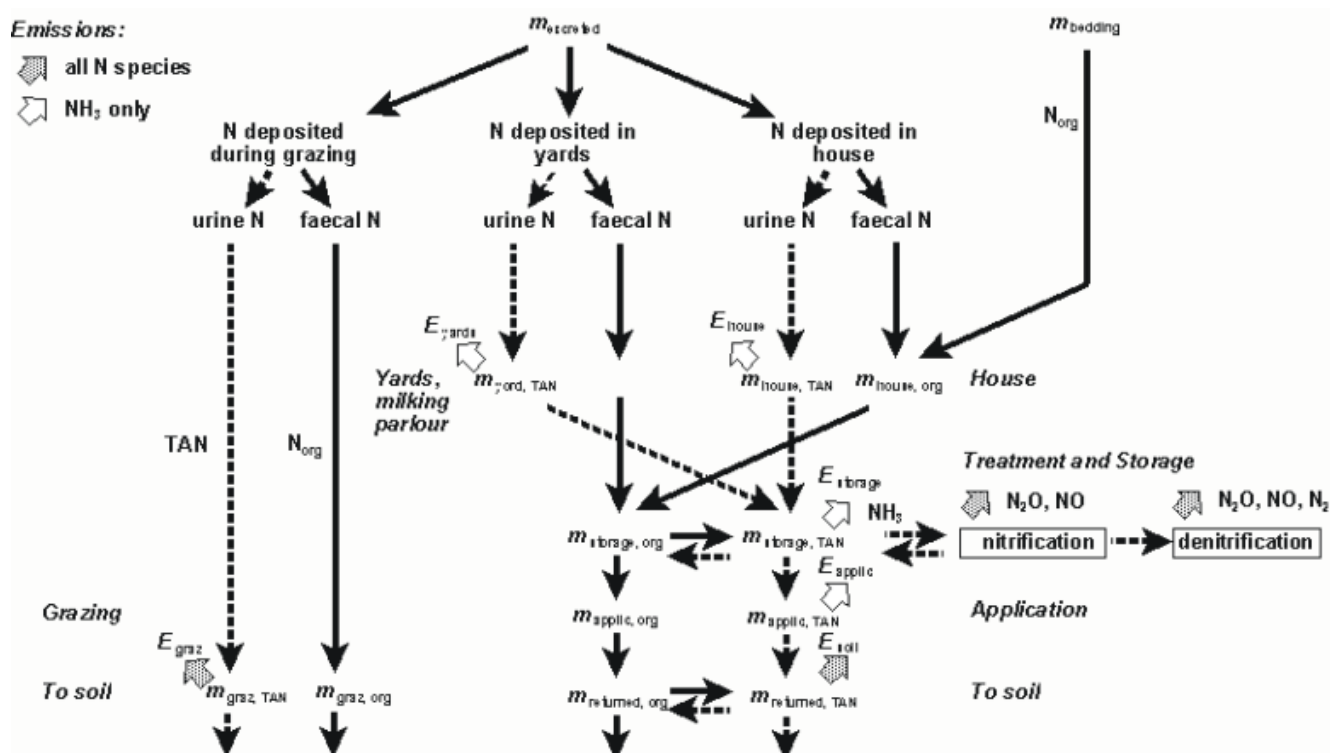 Emissions:
all N species
NH₃ only
m excreted
m bedding
N org
N deposited during grazing
N deposited in yards
N deposited in house
urine N
faecal N
urine N
faecal N
urine N
faecal N
E yards
E house
Yards, milking parlour
m yard, TAN
m house, TAN
m house, org
House
TAN
N org
Treatment and Storage
E storage
NH₃
N₂O, NO
N₂O, NO, N₂
m storage, org
m storage, TAN
nitrification
denitrification
E applic
Grazing
m applic, org
m applic, TAN
Application
E graz
E soil
To soil
m graz, TAN
m graz, org
m returned, org
m returned, TAN
To soil